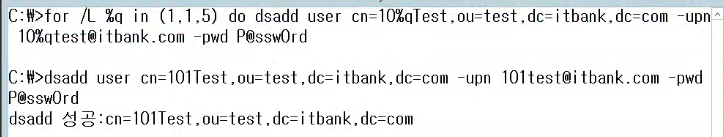 C:₩>for /L %q in (1,1,5) do dsadd user cn=10%qTest,ou=test,dc=itbank,dc=com -upn
10%qtest@itbank.com -pwd P@ssw0rd
C:₩>dsadd user cn=101Test,ou=test,dc=itbank,dc=com -upn 101test@itbank.com -pwd
P@ssw0rd
dsadd 성공:cn=101Test,ou=test,dc=itbank,dc=com